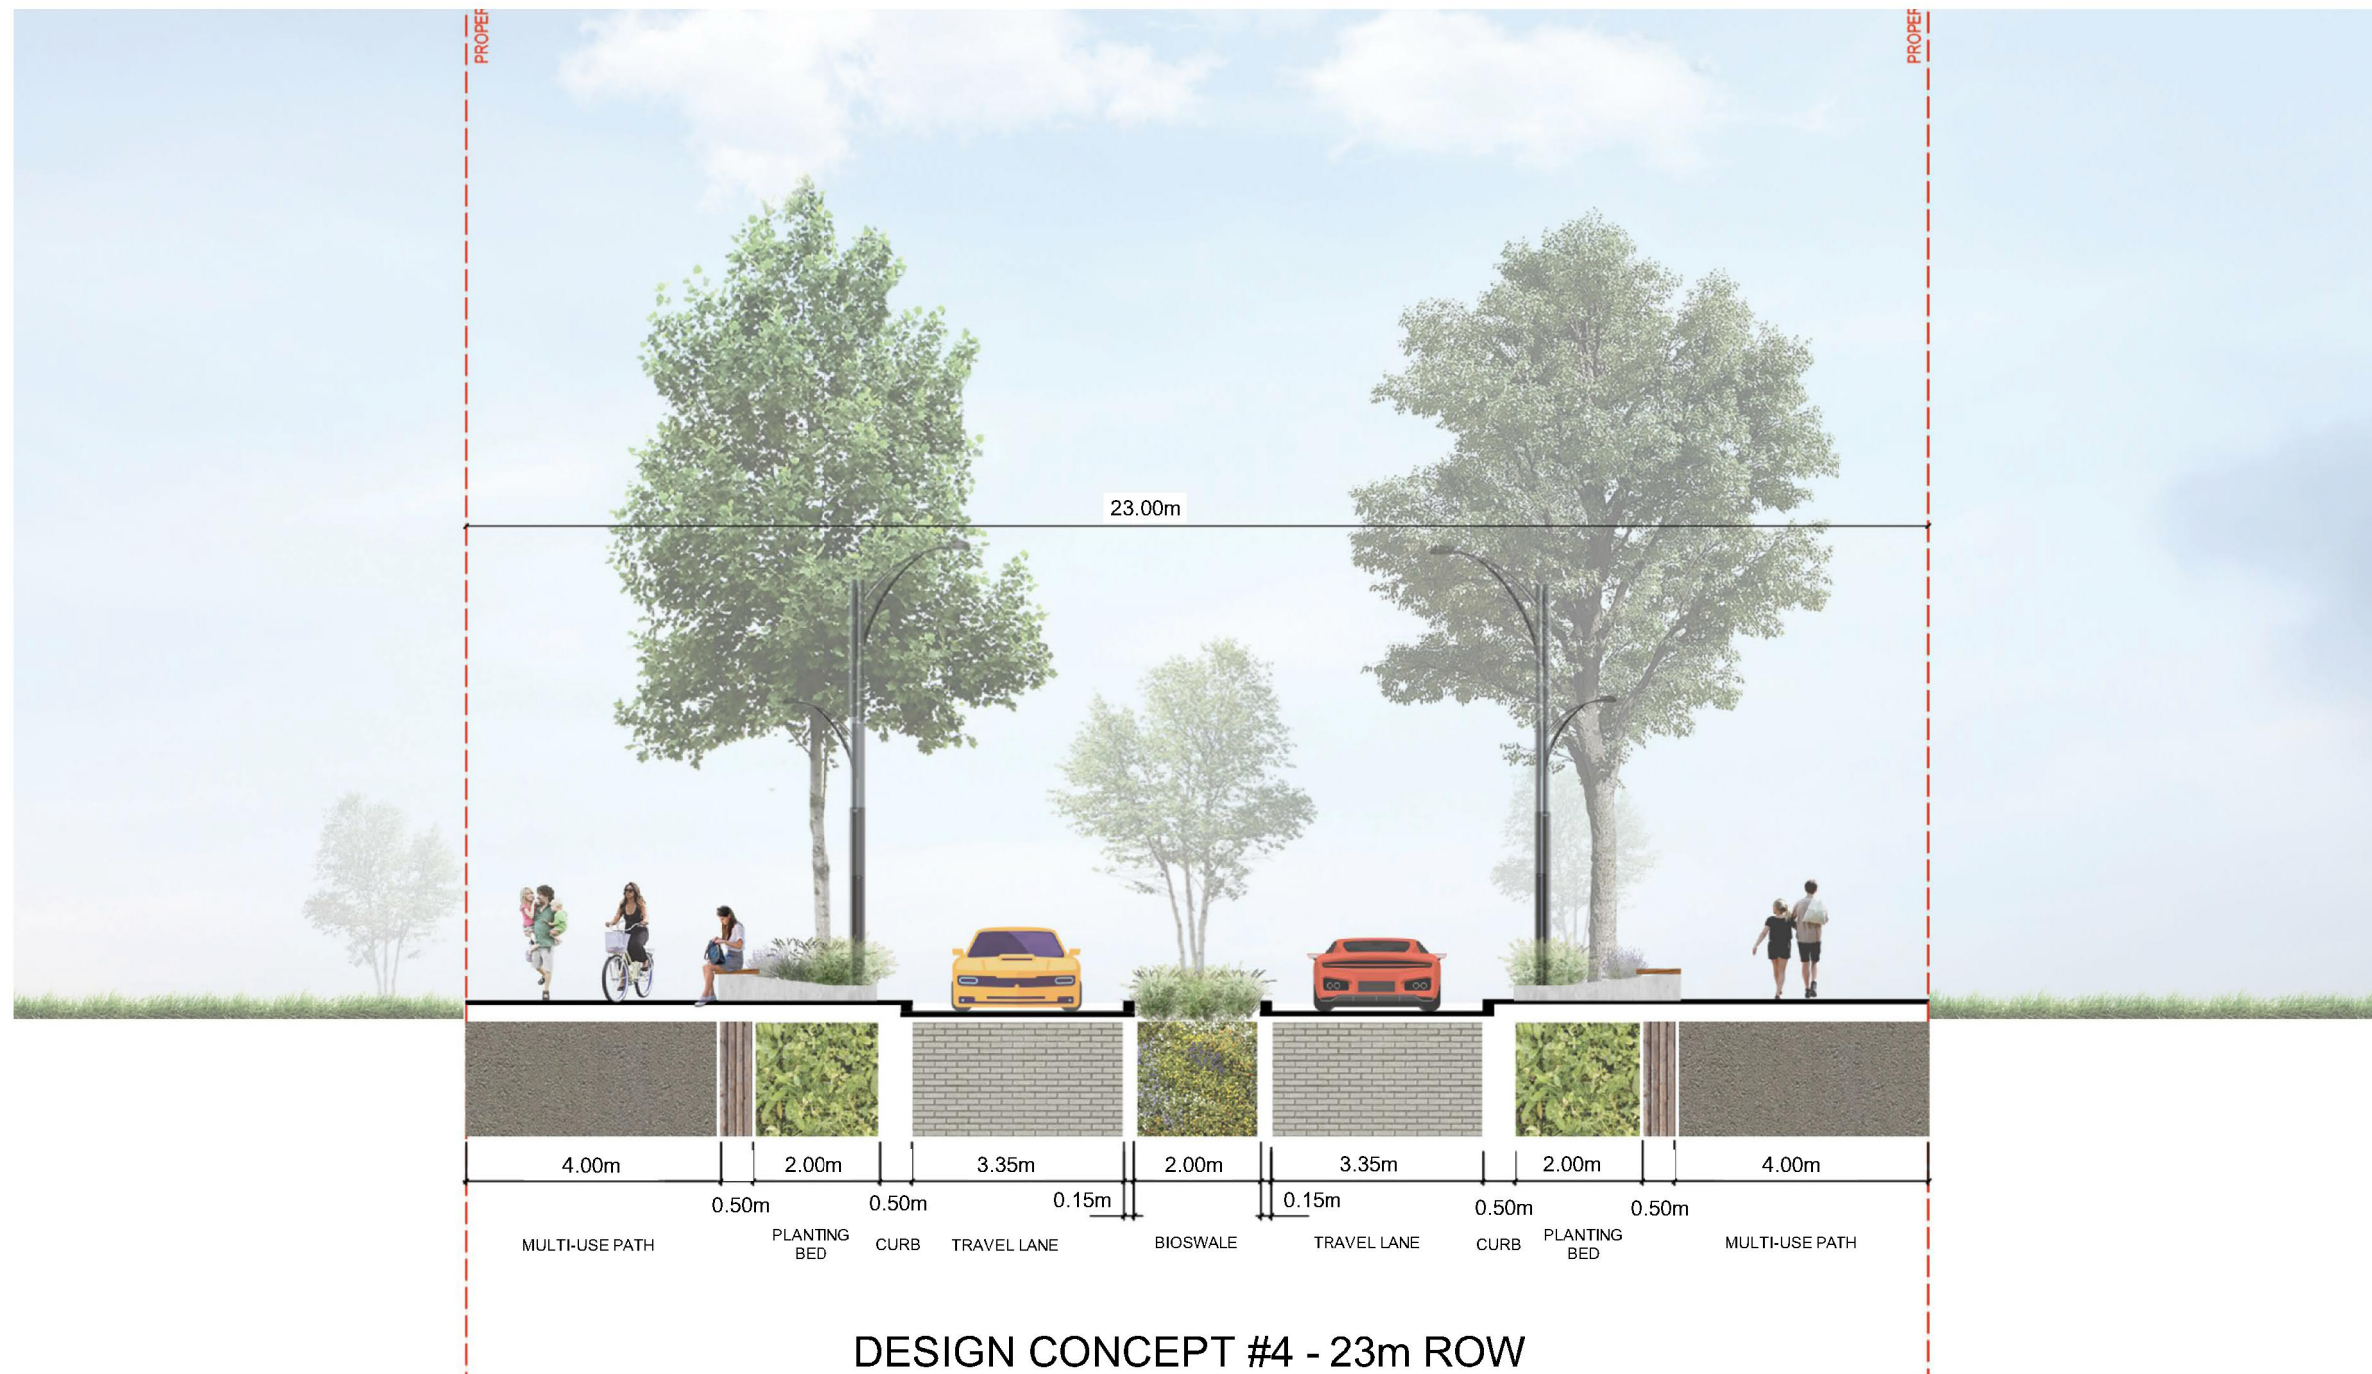 PROPER
PROPER
23.00m
4.00m
2.00m
3.35m
2.00m
3.35m
2.00m
4.00m
0.50m
0.50m
0.15m
0.15m
0.50m
0.50m
MULTI-USE PATH
PLANTING
BED
CURB
TRAVEL LANE
BIOSWALE
TRAVEL LANE
CURB
PLANTING
BED
MULTI-USE PATH
DESIGN CONCEPT #4 - 23m ROW